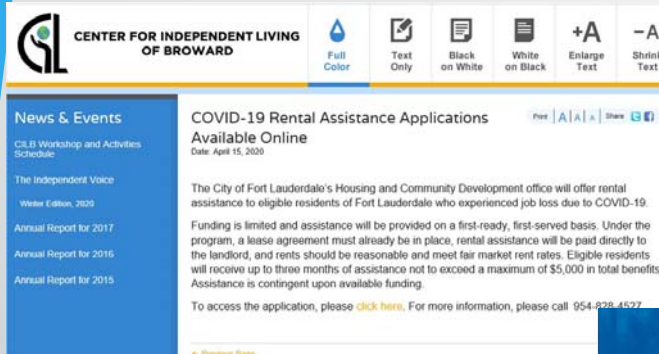 CENTER FOR INDEPENDENT LIVING
OF BROWARD
Full
Color
Text
Only
Black
on White
White
on Black
+A
Enlarge
Text
-A
Shrink
Text
News & Events
CILB Workshop and Activities
Schedule
The Independent Voice
Winter Edition, 2020
Annual Report for 2017
Annual Report for 2016
Annual Report for 2015
COVID-19 Rental Assistance Applications
Available Online
Print | A | A | A | Share
Date: April 15, 2020
The City of Fort Lauderdale's Housing and Community Development office will offer rental
assistance to eligible residents of Fort Lauderdale who experienced job loss due to COVID-19.
Funding is limited and assistance will be provided on a first-ready, first-served basis. Under the
program, a lease agreement must already be in place, rental assistance will be paid directly to
the landlord, and rents should be reasonable and meet fair market rent rates. Eligible residents
will receive up to three months of assistance not to exceed a maximum of $5,000 in total benefits
Assistance is contingent upon available funding.
To access the application, please click here. For more information, please call 954-828-4527
Previous Page